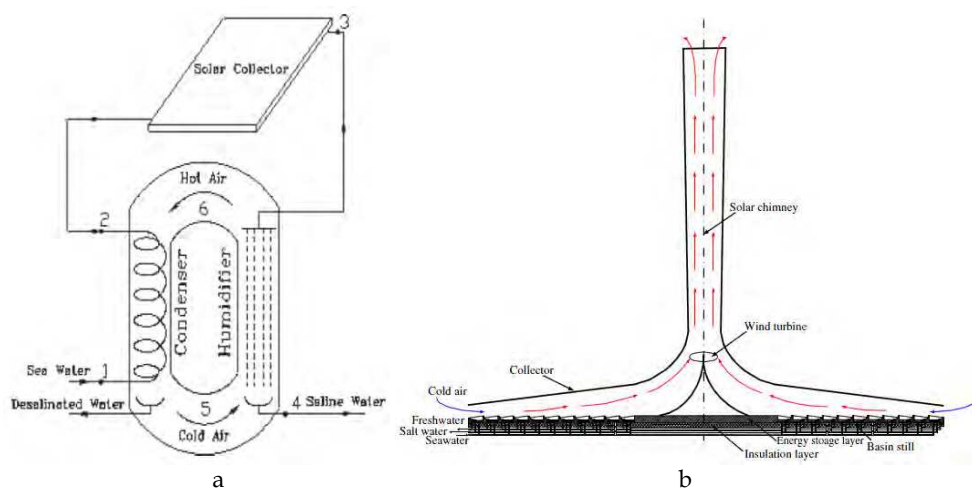 3
Solar Collector
Hot Air
6
2
Condenser
Humidifier
Sea Water 1
Desalinated Water
5
4 Saline Water
Cold Air
a
Solar chimney
Wind turbine
Collector
Cold air
Freshwater
Salt water
Seawater
Energy stoage layer
Basin still
Insulation layer
b